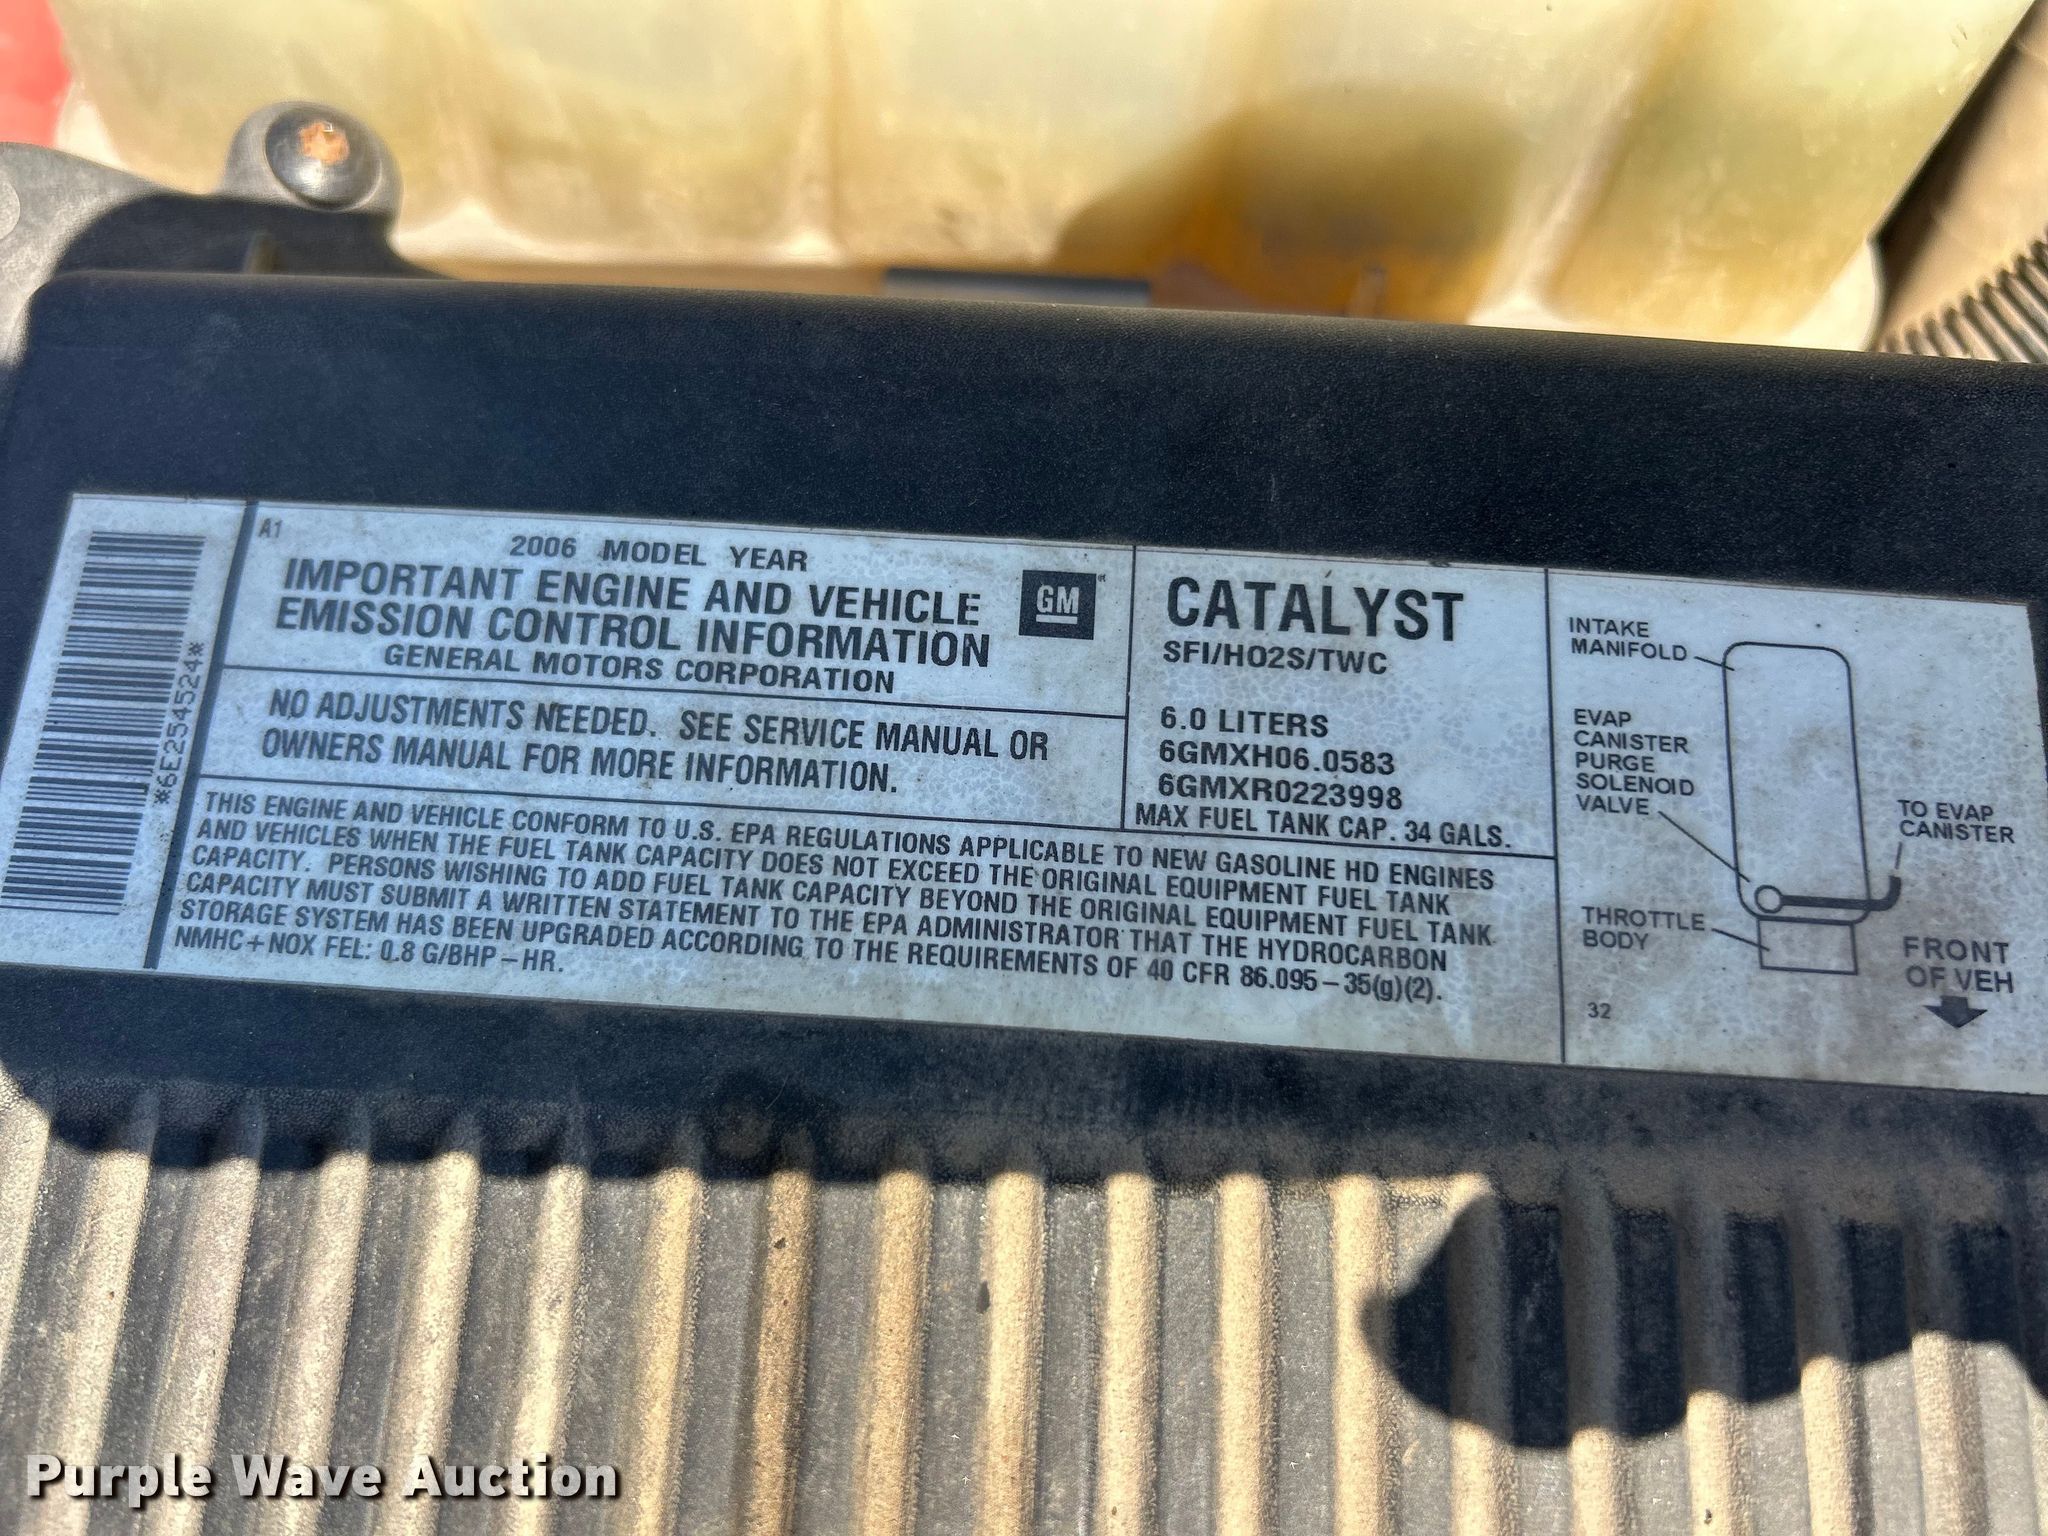 *6E254524*
A1
2006 MODEL YEAR
IMPORTANT ENGINE AND VEHICLE
EMISSION CONTROL INFORMATION
GENERAL MOTORS CORPORATION
GM
NO ADJUSTMENTS NEEDED. SEE SERVICE MANUAL OR
OWNERS MANUAL FOR MORE INFORMATION.
CATALYST
SFI/HO2S/TWC
6.0 LITERS
6GMXH06.0583
6GMXR0223998
MAX FUEL TANK CAP. 34 GALS.
THIS ENGINE AND VEHICLE CONFORM TO U.S. EPA REGULATIONS APPLICABLE TO NEW GASOLINE HD ENGINES
AND VEHICLES WHEN THE FUEL TANK CAPACITY DOES NOT EXCEED THE ORIGINAL EQUIPMENT FUEL TANK
CAPACITY. PERSONS WISHING TO ADD FUEL TANK CAPACITY BEYOND THE ORIGINAL EQUIPMENT FUEL TANK
CAPACITY MUST SUBMIT A WRITTEN STATEMENT TO THE EPA ADMINISTRATOR THAT THE HYDROCARBON
STORAGE SYSTEM HAS BEEN UPGRADED ACCORDING TO THE REQUIREMENTS OF 40 CFR 86.095-35(g)(2).
NMHC+NOX FEL: 0.8 G/BHP-HR.
INTAKE
MANIFOLD
EVAP
CANISTER
PURGE
SOLENOID
VALVE
TO EVAP
CANISTER
THROTTLE
BODY
FRONT
OF VEH
32
Purple Wave Auction